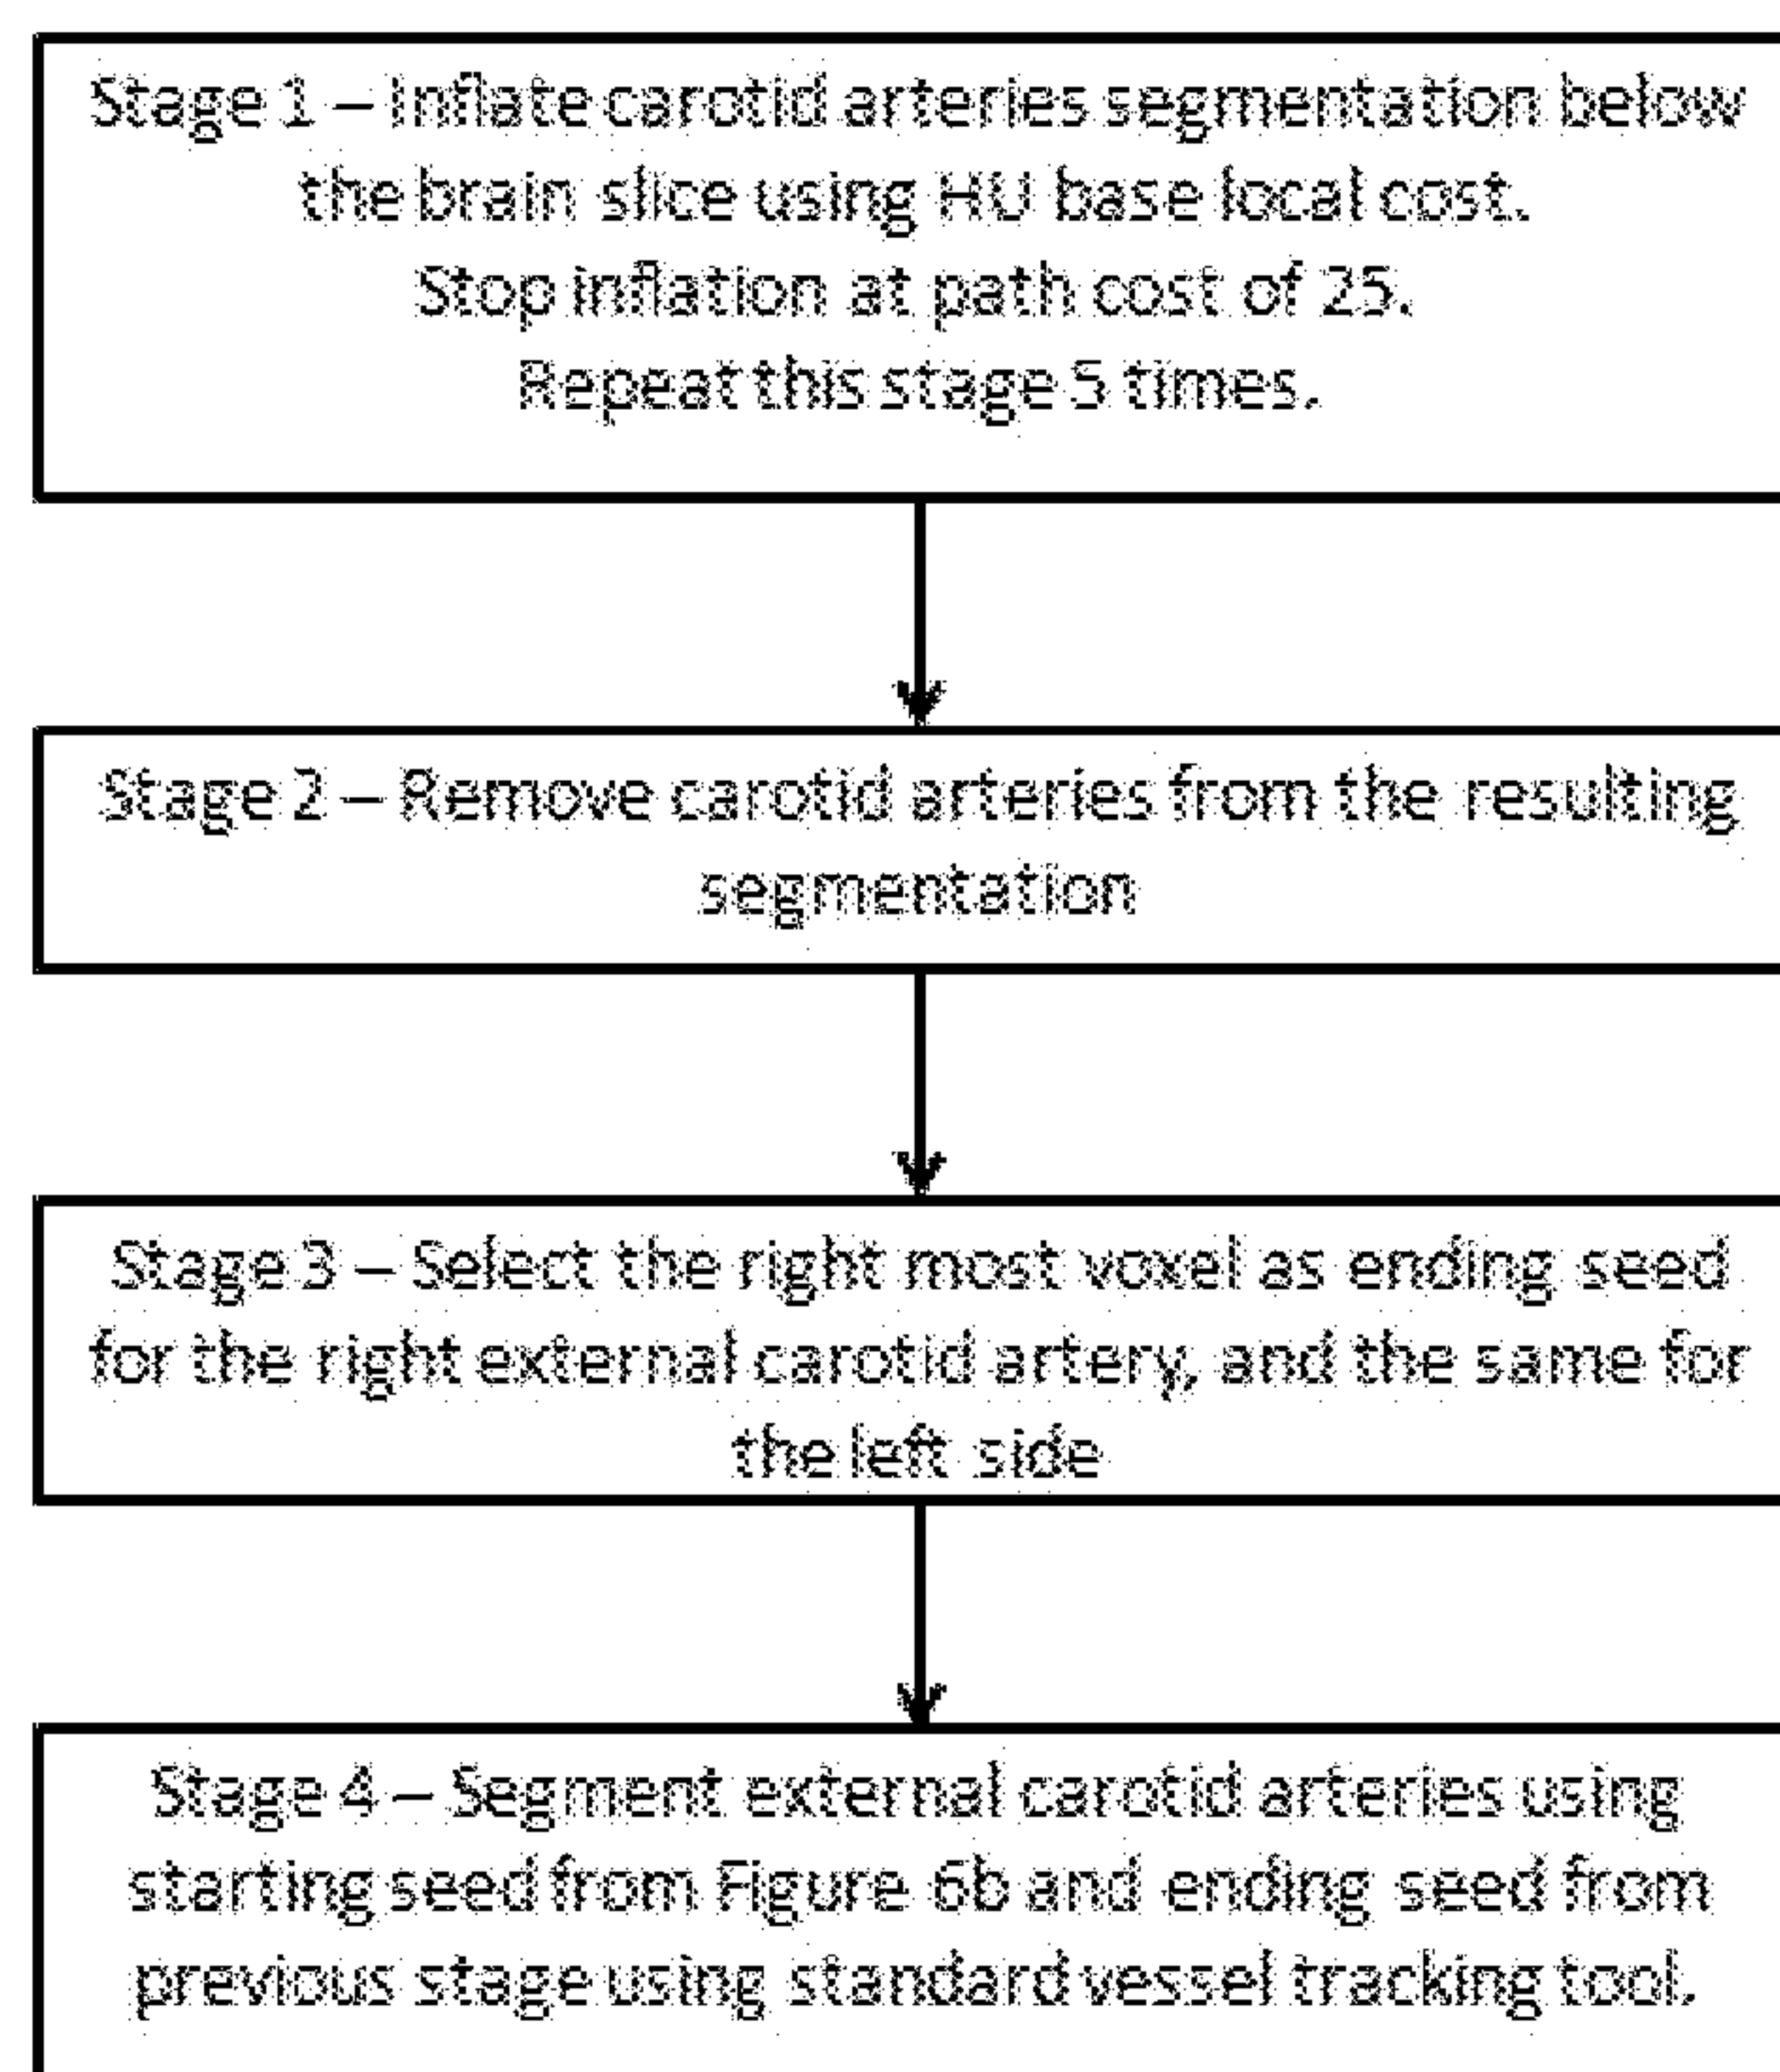 Stage 1 – Inflate carotid arteries segmentation below
the brain slice using HU base local cost.
Stop inflation at path cost of 25.
Repeat this stage 5 times.
Stage 2 – Remove carotid arteries from the resulting
segmentation
Stage 3 – Select the right most voxel as ending seed
for the right external carotid artery, and the same for
the left side
Stage 4 – Segment external carotid arteries using
starting seed from Figure 6b and ending seed from
previous stage using standard vessel tracking tool.